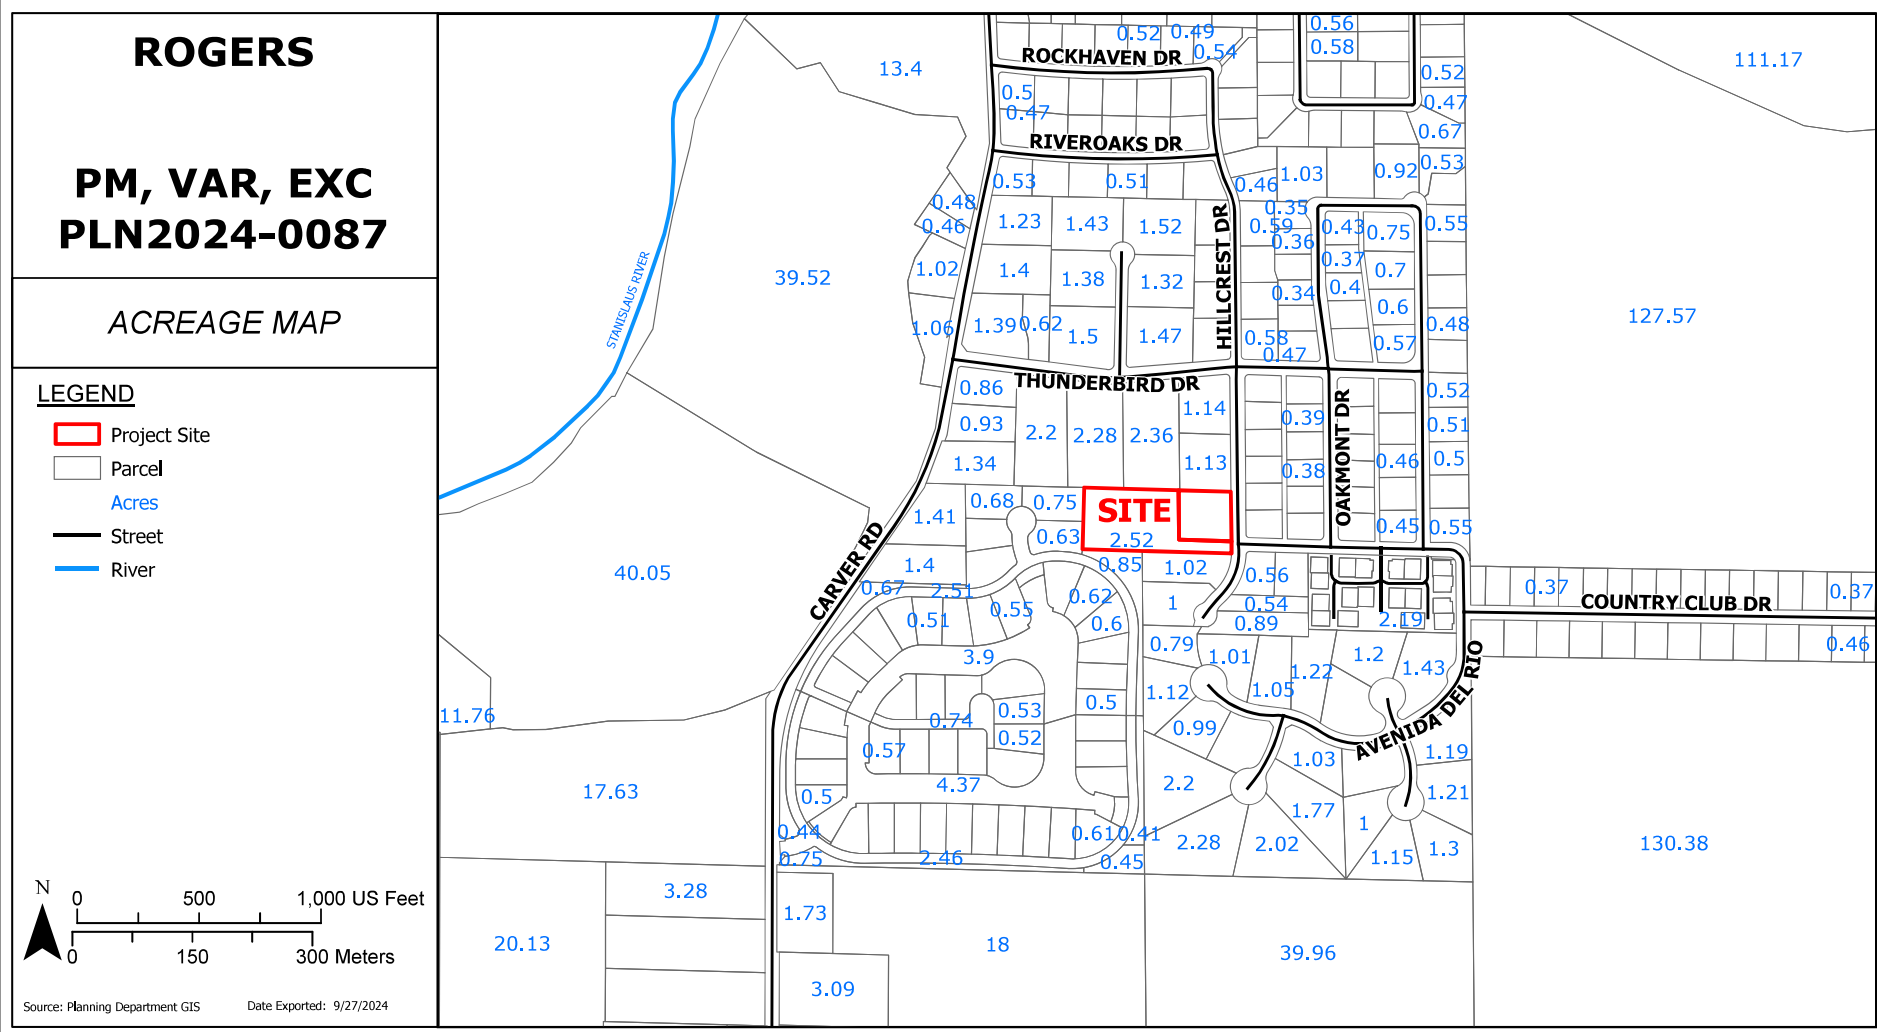 ROGERS
PM, VAR, EXC
PLN2024-0087
ACREAGE MAP
LEGEND
Project Site
Parcel
Acres
Street
River
N
0 500 1,000 US Feet
0 150 300 Meters
Source: Planning Department GIS Date Exported: 9/27/2024
0.52 0.49 0.56
ROCKHAVEN DR 0.54 0.58
13.4 111.17
0.5 0.52
0.47 0.47
RIVEROAKS DR 0.67
0.53 0.51 0.46 1.03 0.92 0.53
0.48 0.35
0.46 1.23 1.43 1.52 0.59 0.43 0.75 0.55
0.36
HILLCREST DR
STANISLAUS RIVER
39.52 1.02 1.4 1.38 1.32 0.37 0.7
0.34 0.4 0.6
1.06 1.39 0.62 1.5 1.47 0.58 0.57 0.48 127.57
0.47
THUNDERBIRD DR
0.86 1.14 0.52
0.93 2.2 2.28 2.36 0.39 0.51
OAKMONT DR
1.34 1.13 0.38 0.46 0.5
0.68 0.75 SITE
1.41 0.63 2.52 0.45 0.55
CARVER RD
40.05 1.4 0.85 1.02 0.56
0.67 2.51 0.62 1 0.54 0.37 0.37
0.51 0.55 0.6 0.89 2.19 COUNTRY CLUB DR
3.9 0.79 1.01 1.22 1.2 1.43 0.46
AVENIDA DEL RIO
11.76 0.74 0.53 0.5 1.12 1.05
0.57 0.52 0.99 1.03 1.19
17.63 0.5 4.37 2.2 1.77 1 1.21
0.44 0.61 0.41 2.28 2.02 1.15 1.3 130.38
0.75 2.46 0.45
3.28
1.73
20.13 18 39.96
3.09